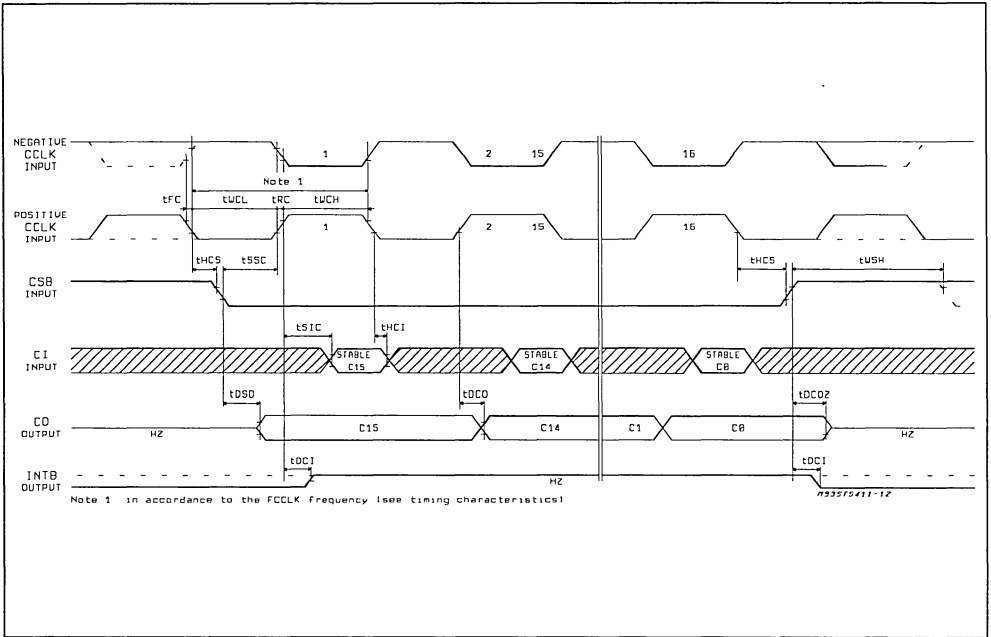 NEGATIVE
CCLK
INPUT
1
2
15
16
Note 1
tFC
tWCL
tRC
tWCH
POSITIVE
CCLK
INPUT
1
2
15
16
tHCS
tSSC
tHCS
tWSH
CSB
INPUT
tSIC
tHCI
CI
INPUT
STABLE
C15
STABLE
C14
STABLE
C0
tDSO
tDCO
tDCOZ
CO
OUTPUT
HZ
C15
C14
C1
C0
HZ
tDCI
tDCI
INTB
OUTPUT
HZ
Note 1 in accordance to the FCCLK frequency (see timing characteristics)
M93ST5411-12